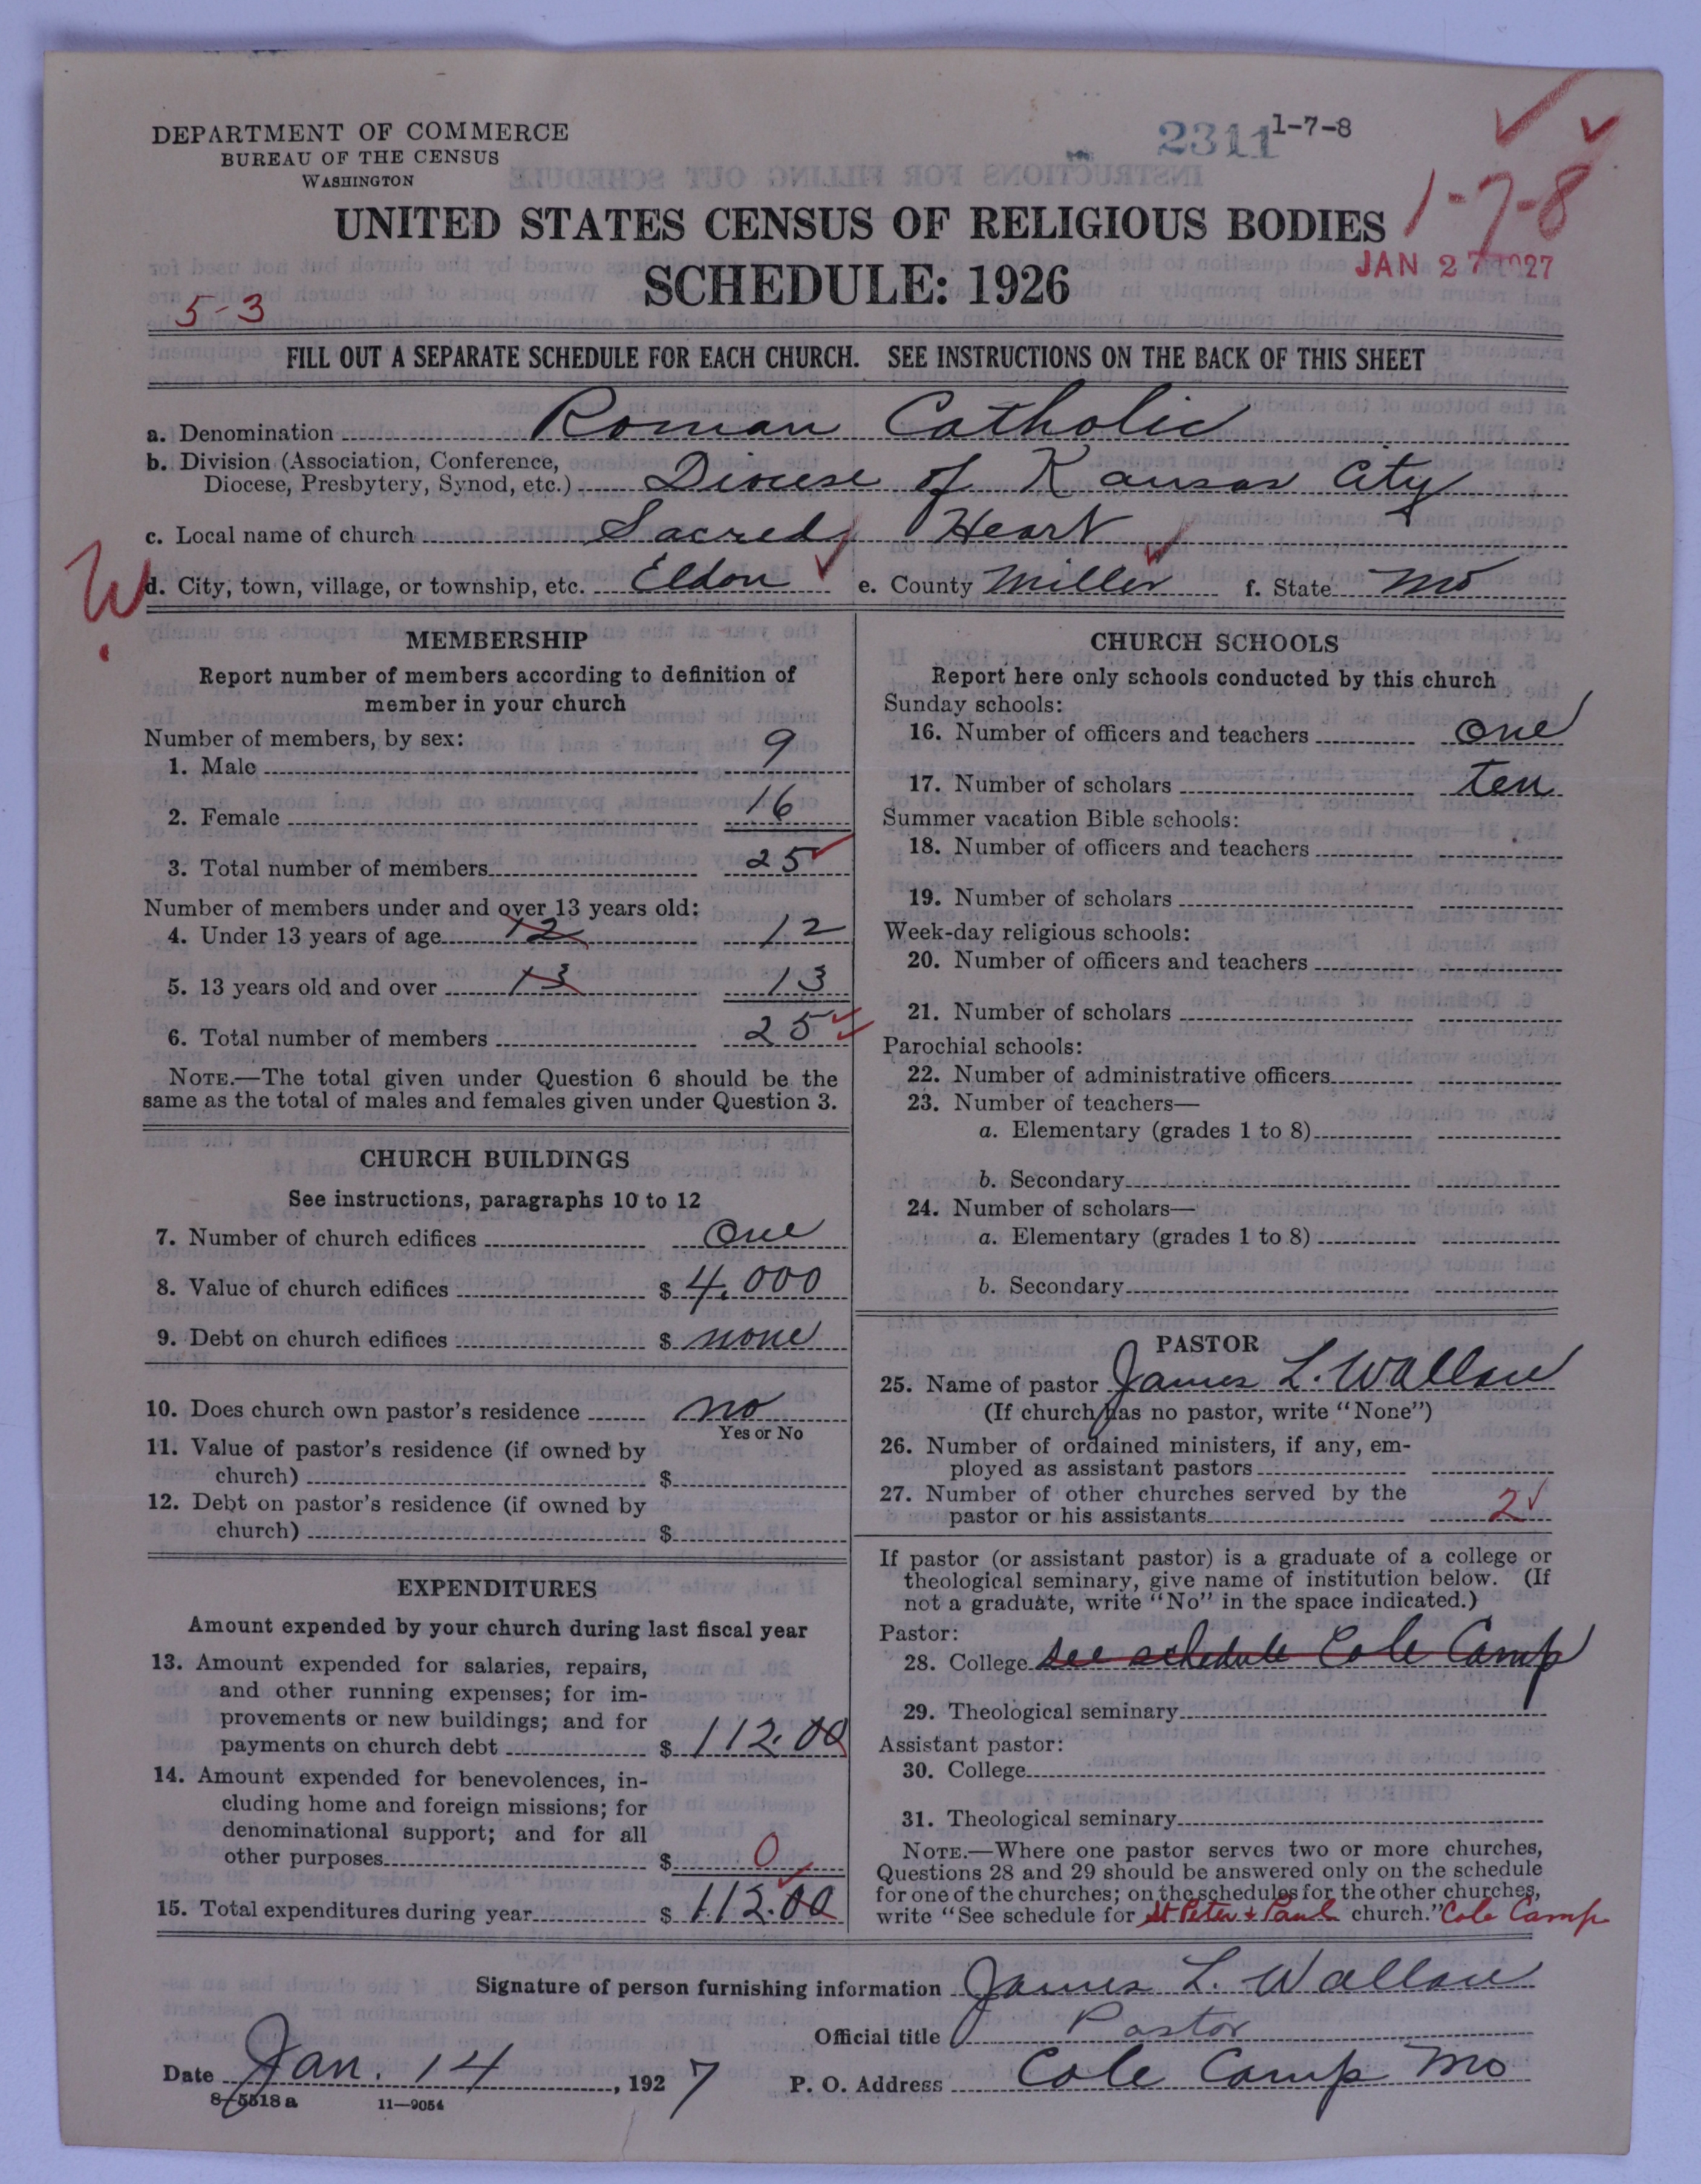 DEPARTMENT OF COMMERCE
BUREAU OF THE CENSUS
WASHINGTON
2311
1-7-8
1-7-8
UNITED STATES CENSUS OF RELIGIOUS BODIES
JAN 27 1927
SCHEDULE: 1926
5-3
FILL OUT A SEPARATE SCHEDULE FOR EACH CHURCH. SEE INSTRUCTIONS ON THE BACK OF THIS SHEET
a. Denomination Roman Catholic
b. Division (Association, Conference,
Diocese, Presbytery, Synod, etc.) Diocese of Kansas City
c. Local name of church Sacred Heart
W
d. City, town, village, or township, etc. Eldon e. County Miller f. State Mo
MEMBERSHIP
Report number of members according to definition of
member in your church
Number of members, by sex:
1. Male 9
2. Female 16
3. Total number of members 25
Number of members under and over 13 years old:
4. Under 13 years of age 12 12
5. 13 years old and over 13 13
6. Total number of members 25
NOTE.—The total given under Question 6 should be the
same as the total of males and females given under Question 3.
CHURCH BUILDINGS
See instructions, paragraphs 10 to 12
7. Number of church edifices One
8. Value of church edifices $ 4,000
9. Debt on church edifices $ none
10. Does church own pastor's residence no
Yes or No
11. Value of pastor's residence (if owned by
church) $
12. Debt on pastor's residence (if owned by
church) $
EXPENDITURES
Amount expended by your church during last fiscal year
13. Amount expended for salaries, repairs,
and other running expenses; for im-
provements or new buildings; and for
payments on church debt $ 112.00
14. Amount expended for benevolences, in-
cluding home and foreign missions; for
denominational support; and for all
other purposes $ 0
15. Total expenditures during year $ 112.00
CHURCH SCHOOLS
Report here only schools conducted by this church
Sunday schools:
16. Number of officers and teachers one
17. Number of scholars ten
Summer vacation Bible schools:
18. Number of officers and teachers
19. Number of scholars
Week-day religious schools:
20. Number of officers and teachers
21. Number of scholars
Parochial schools:
22. Number of administrative officers
23. Number of teachers—
a. Elementary (grades 1 to 8)
b. Secondary
24. Number of scholars—
a. Elementary (grades 1 to 8)
b. Secondary
PASTOR
25. Name of pastor James L. Wallace
(If church has no pastor, write "None")
26. Number of ordained ministers, if any, em-
ployed as assistant pastors
27. Number of other churches served by the
pastor or his assistants 2
If pastor (or assistant pastor) is a graduate of a college or
theological seminary, give name of institution below. (If
not a graduate, write "No" in the space indicated.)
Pastor:
28. College see schedule Cole Camp
29. Theological seminary
Assistant pastor:
30. College
31. Theological seminary
NOTE.—Where one pastor serves two or more churches,
Questions 28 and 29 should be answered only on the schedule
for one of the churches; on the schedules for the other churches,
write "See schedule for St Peter & Paul church." Cole Camp
Signature of person furnishing information James L. Wallace
Official title Pastor
Date Jan. 14, 1927 P. O. Address Cole Camp Mo
8-5518 a 11-9054